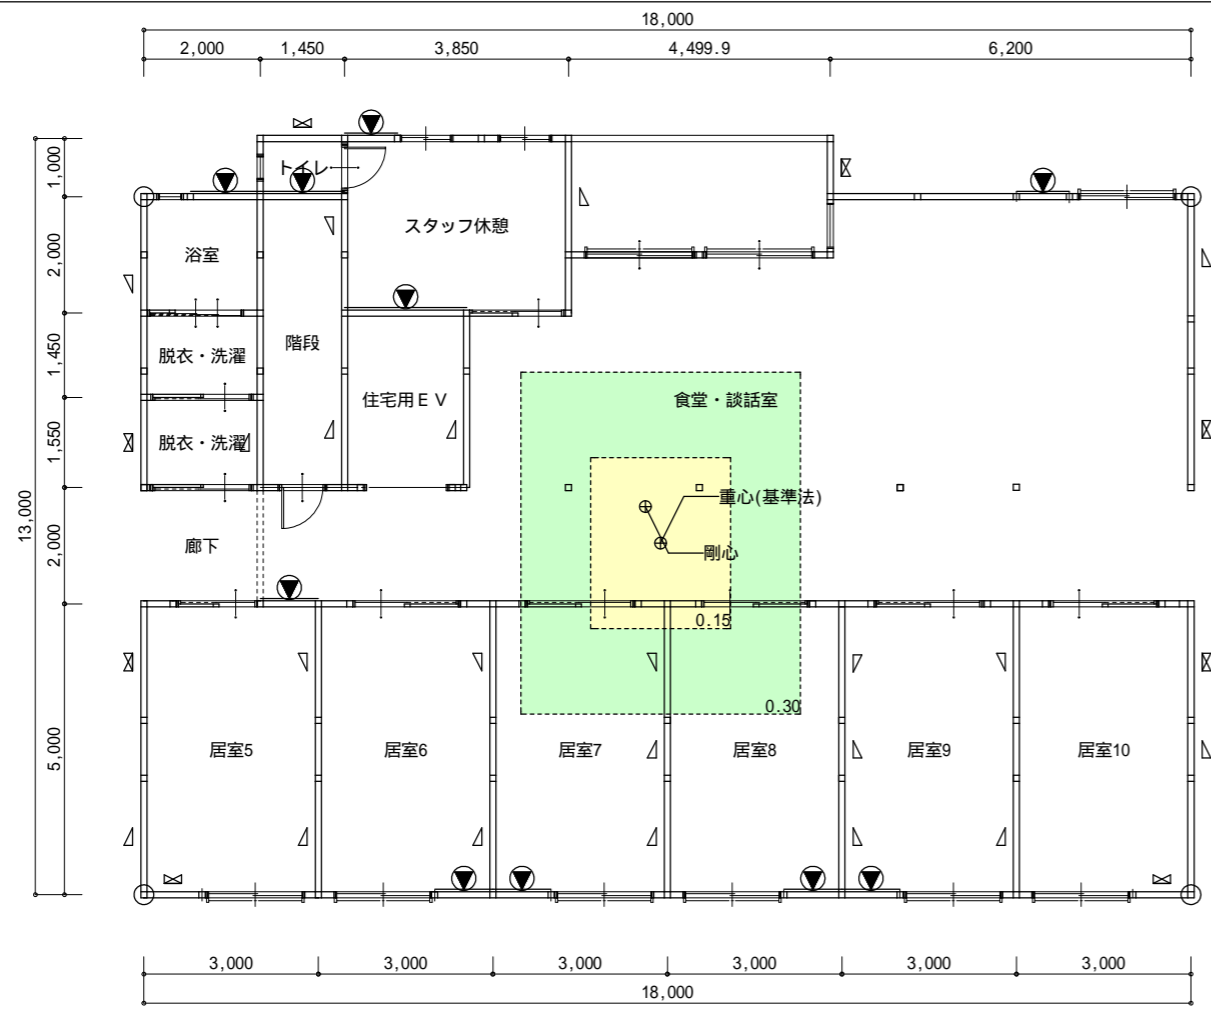 18,000
2,000 1,450 3,850 4,499.9 6,200
1,000
トイレ
スタッフ休憩
2,000
浴室
階段
1,450
脱衣・洗濯
住宅用EV
食堂・談話室
1,550
脱衣・洗濯
重心(基準法)
13,000
2,000
廊下
剛心
0.15
0.30
5,000
居室5 居室6 居室7 居室8 居室9 居室10
3,000 3,000 3,000 3,000 3,000 3,000
18,000